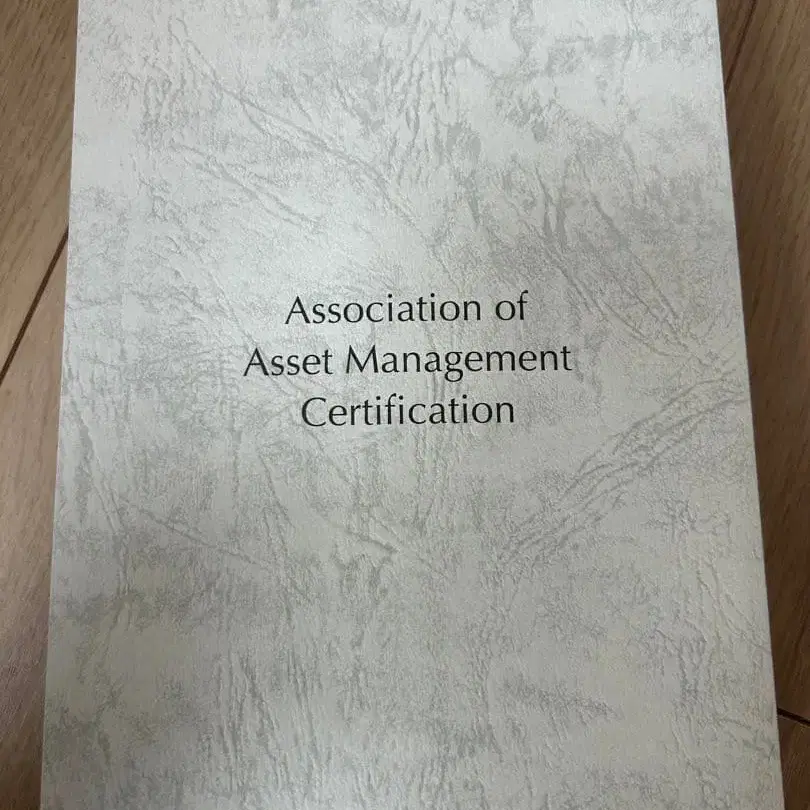 Association of
Asset Management
Certification